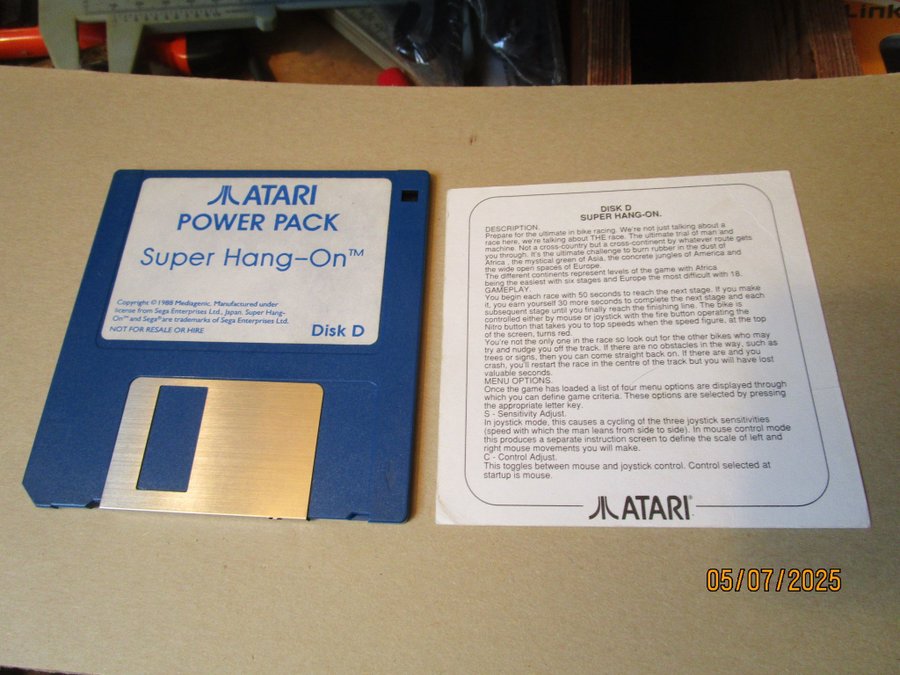 Link
ATARI
POWER PACK
Super Hang-On™
Copyright © 1988 Mediagenic. Manufactured under
license from Sega Enterprises Ltd., Japan. Super Hang-
On™ and Sega® are trademarks of Sega Enterprises Ltd.
NOT FOR RESALE OR HIRE
Disk D
DISK D
SUPER HANG-ON.
DESCRIPTION.
Prepare for the ultimate in bike racing. We're not just talking about a
race here, we're talking about THE race. The ultimate trial of man and
machine. Not a cross-country but a cross-continent by whatever route gets
you through. It's the ultimate challenge to burn rubber in the dust of
Africa , the mystical green of Asia, the concrete jungles of America and
the wide open spaces of Europe.
The different continents represent levels of the game with Africa
being the easiest with six stages and Europe the most difficult with 18.
GAMEPLAY.
You begin each race with 50 seconds to reach the next stage. If you make
it, you earn yourself 30 more seconds to complete the next stage and each
subsequent stage until you finally reach the finishing line. The bike is
controlled either by mouse or joystick with the fire button operating the
Nitro button that takes you to top speeds when the speed figure, at the top
of the screen, turns red.
You're not the only one in the race so look out for the other bikes who may
try and nudge you off the track. If there are no obstacles in the way, such as
trees or signs, then you can come straight back on. If there are and you
crash, you'll restart the race in the centre of the track but you will have lost
valuable seconds.
MENU OPTIONS.
Once the game has loaded a list of four menu options are displayed through
which you can define game criteria. These options are selected by pressing
the appropriate letter key.
S - Sensitivity Adjust.
In joystick mode, this causes a cycling of the three joystick sensitivities
(speed with which the man leans from side to side). In mouse control mode
this produces a separate instruction screen to define the scale of left and
right mouse movements you will make.
C - Control Adjust.
This toggles between mouse and joystick control. Control selected at
startup is mouse.
ATARI®
05/07/2025